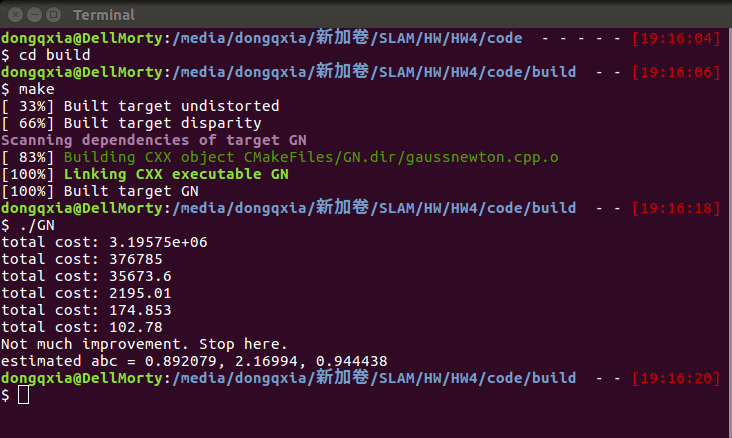 Terminal
dongqxia@DellMorty:/media/dongqxia/新加卷/SLAM/HW/HW4/code - - - - - [19:16:04]
$ cd build
dongqxia@DellMorty:/media/dongqxia/新加卷/SLAM/HW/HW4/code/build - - [19:16:06]
$ make
[ 33%] Built target undistorted
[ 66%] Built target disparity
Scanning dependencies of target GN
[ 83%] Building CXX object CMakeFiles/GN.dir/gaussnewton.cpp.o
[100%] Linking CXX executable GN
[100%] Built target GN
dongqxia@DellMorty:/media/dongqxia/新加卷/SLAM/HW/HW4/code/build - - [19:16:18]
$ ./GN
total cost: 3.19575e+06
total cost: 376785
total cost: 35673.6
total cost: 2195.01
total cost: 174.853
total cost: 102.78
Not much improvement. Stop here.
estimated abc = 0.892079, 2.16994, 0.944438
dongqxia@DellMorty:/media/dongqxia/新加卷/SLAM/HW/HW4/code/build - - [19:16:20]
$